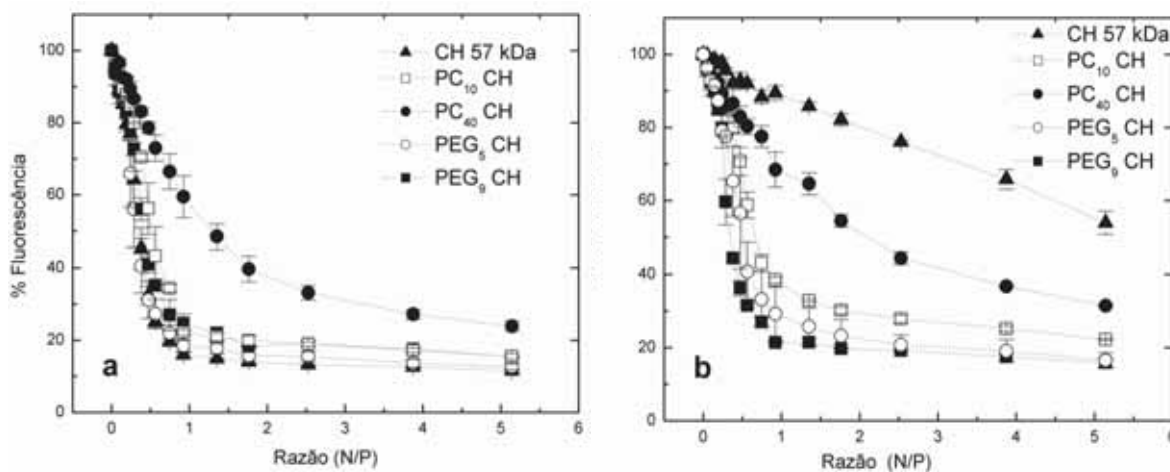 100
80
60
40
20
0
% Fluorescência
0 1 2 3 4 5 6
Razão (N/P)
CH 57 kDa
PC₁₀ CH
PC₄₀ CH
PEG₅ CH
PEG₉ CH
a
100
80
60
40
20
0
0 1 2 3 4 5 6
Razão (N/P)
CH 57 kDa
PC₁₀ CH
PC₄₀ CH
PEG₅ CH
PEG₉ CH
b